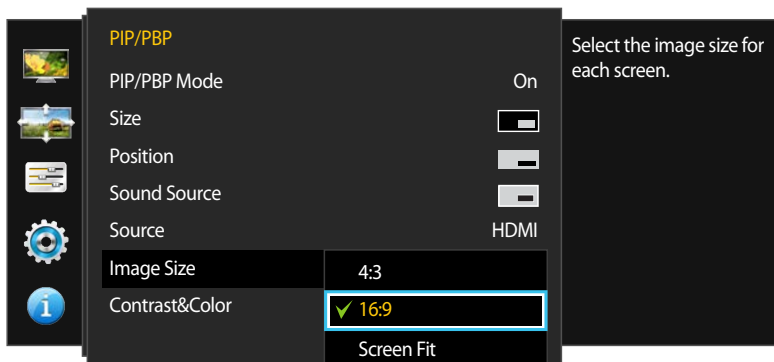 PIP/PBP
PIP/PBP Mode On
Size
Position
Sound Source
Source HDMI
Image Size 4:3
Contrast&Color 16:9
Screen Fit
Select the image size for
each screen.